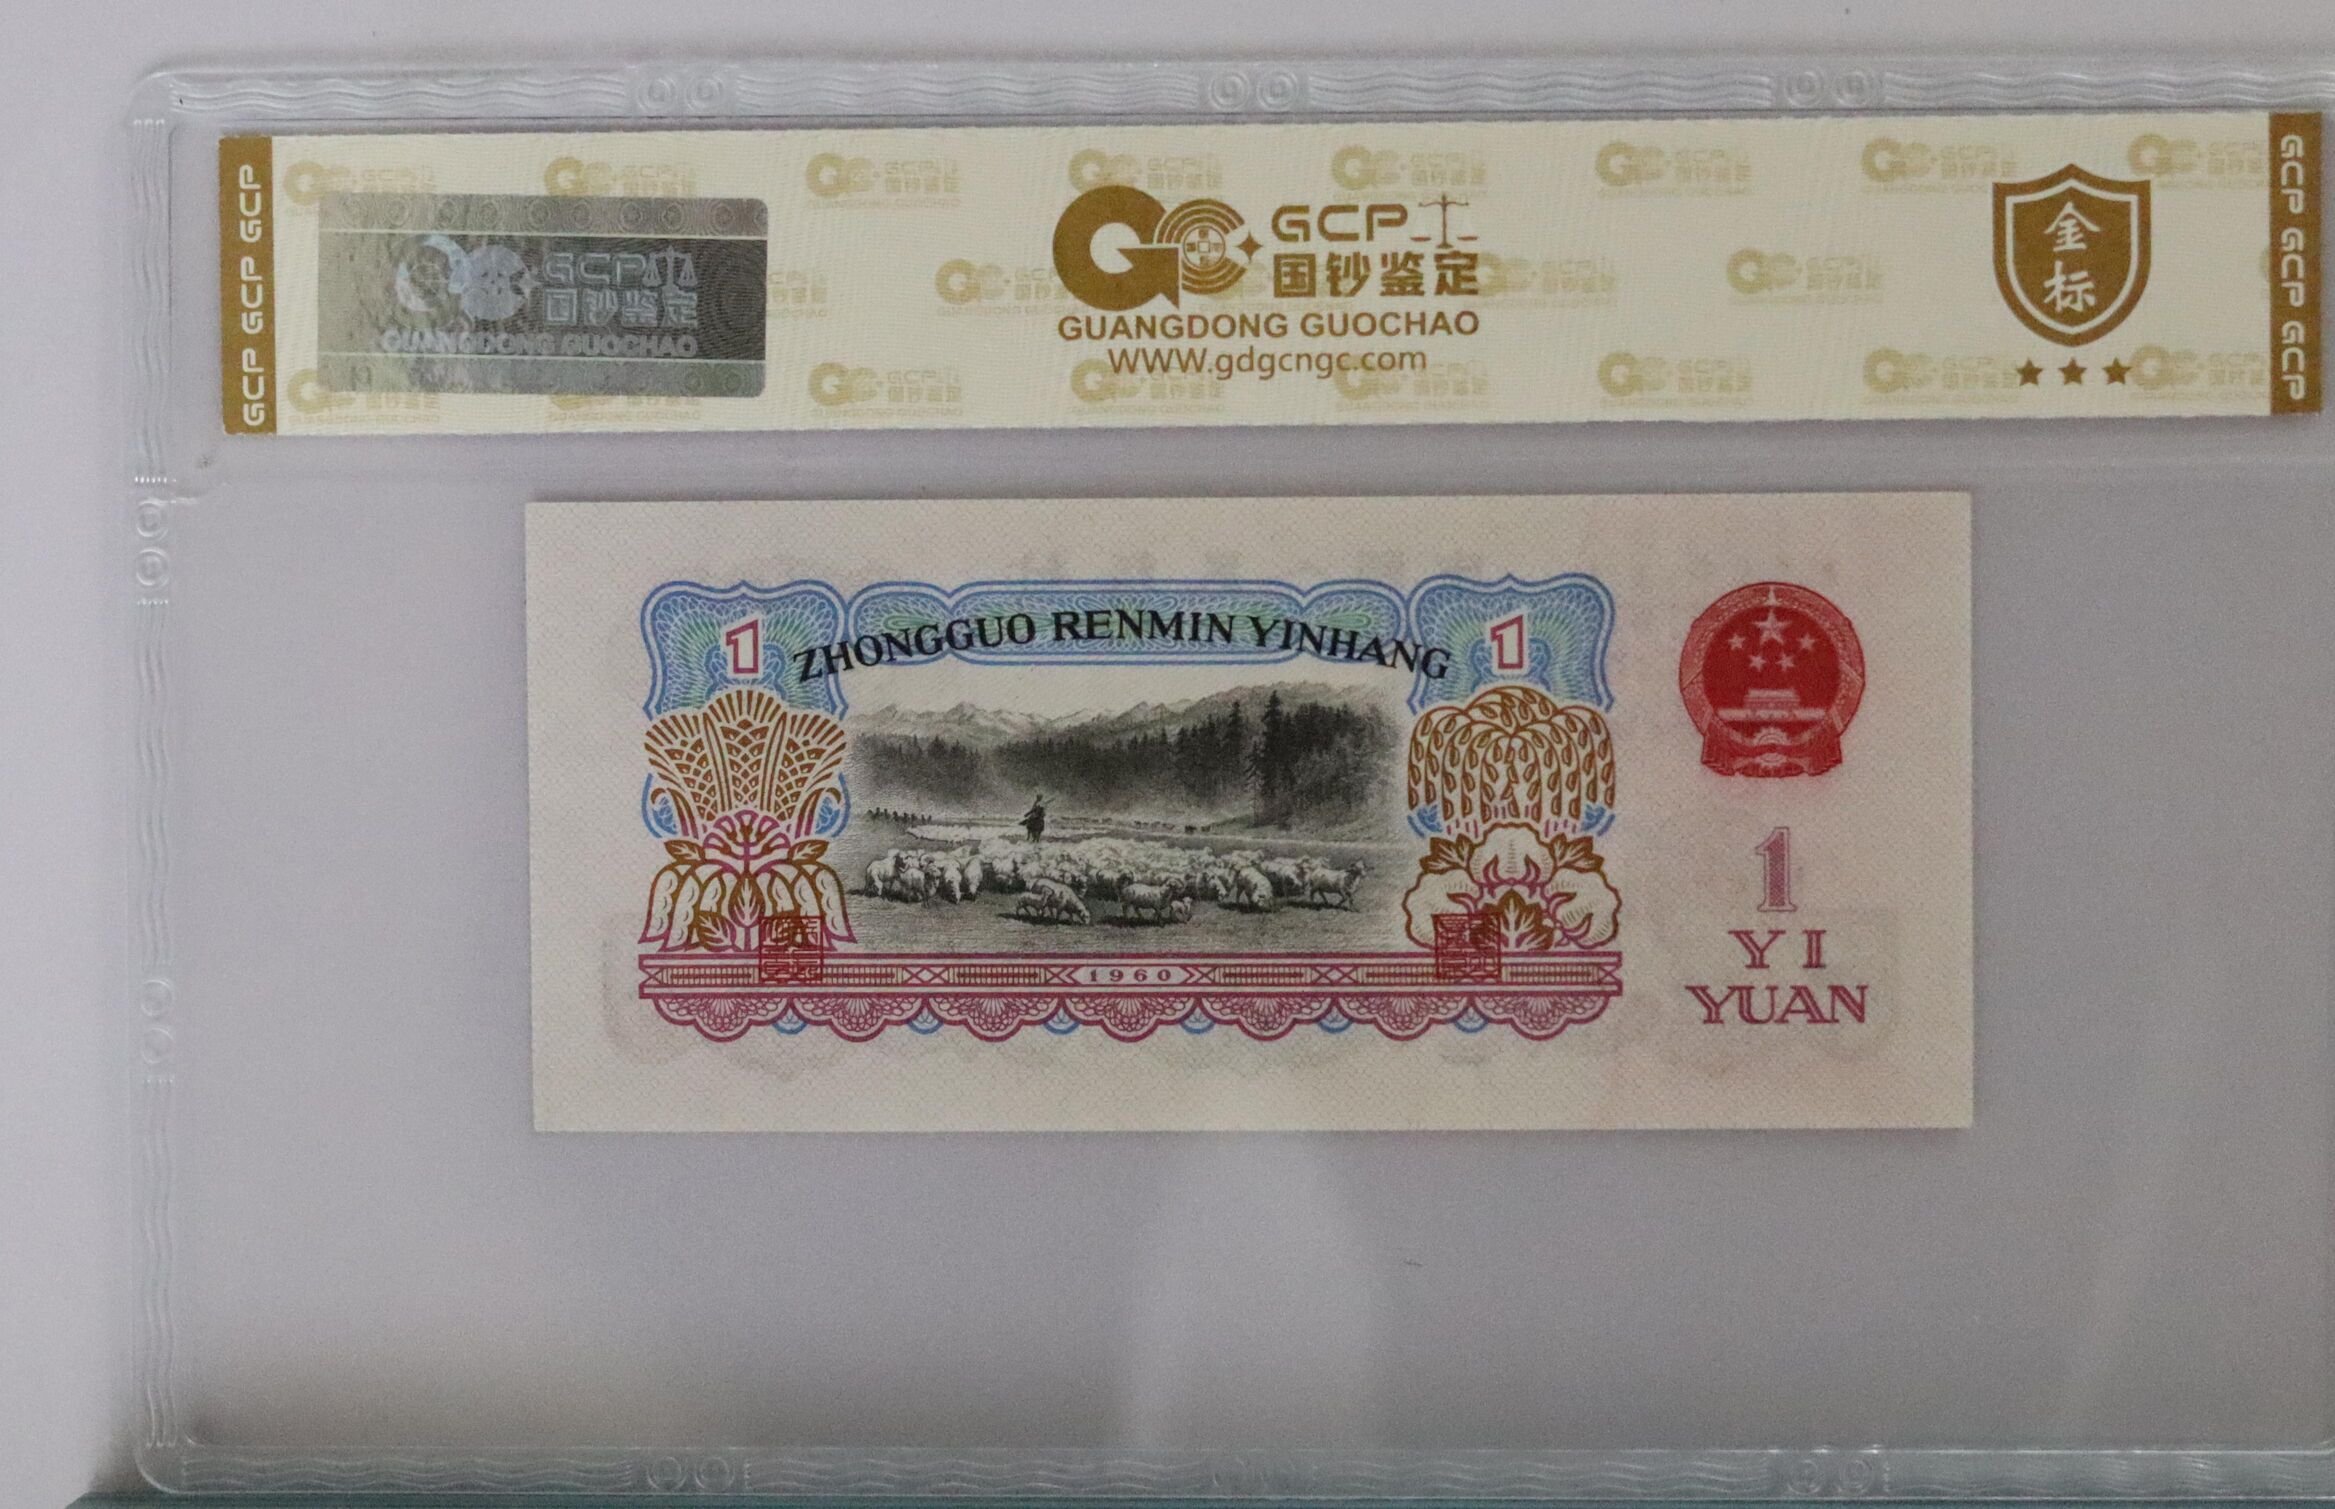 GCP GCP GCP
GCP
国钞鉴定
GUANGDONG GUOCHAO
GCP
国钞鉴定
GUANGDONG GUOCHAO
WWW.gdgcngc.com
金
标
GCP GCP GCP
1 ZHONGGUO RENMIN YINHANG 1
1960
1
YI
YUAN